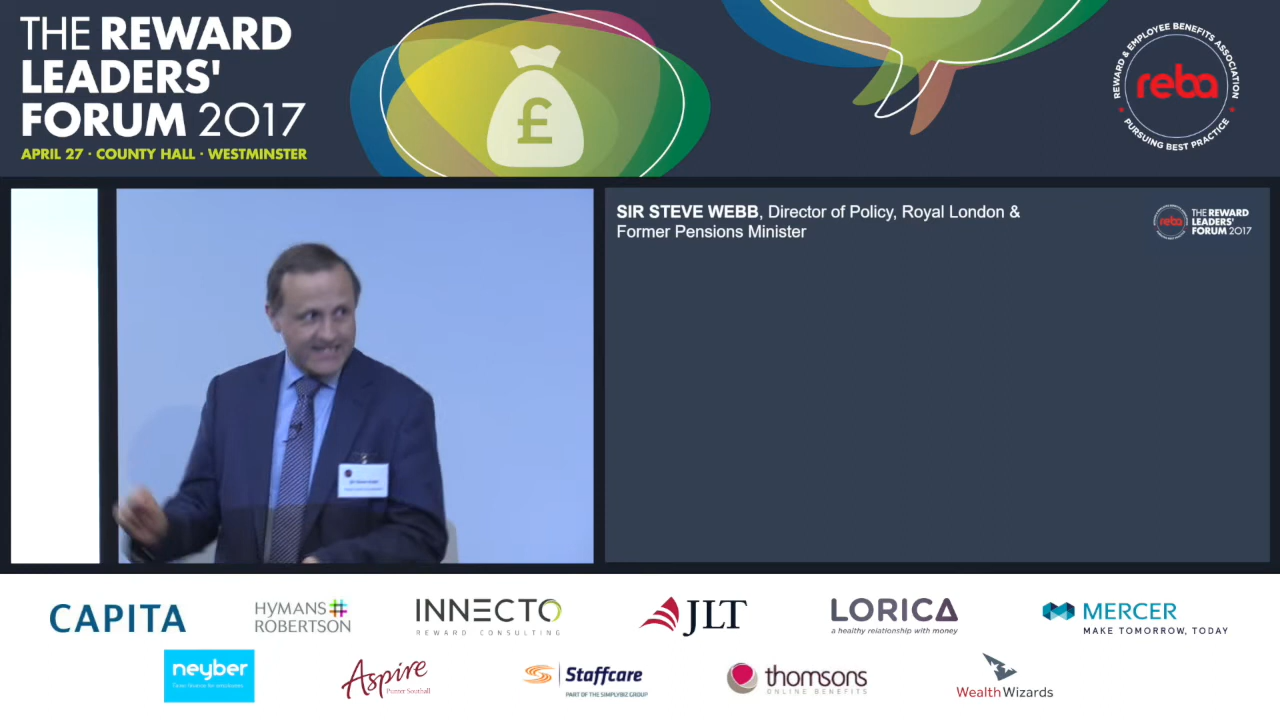 THE REWARD
LEADERS'
FORUM 2017
APRIL 27 · COUNTY HALL · WESTMINSTER
£
REWARD & EMPLOYEE BENEFITS ASSOCIATION
reba
PURSUING BEST PRACTICE
SIR STEVE WEBB, Director of Policy, Royal London &
Former Pensions Minister
reba
THE REWARD
LEADERS'
FORUM 2017
CAPITA
HYMANS
ROBERTSON
INNECTO
REWARD CONSULTING
JLT
LORICA
a healthy relationship with money
MERCER
MAKE TOMORROW, TODAY
neyber
Aspire
Punter Southall
Staffcare
PART OF THE SIMPLYBIZ GROUP
thomsons
ONLINE BENEFITS
WealthWizards